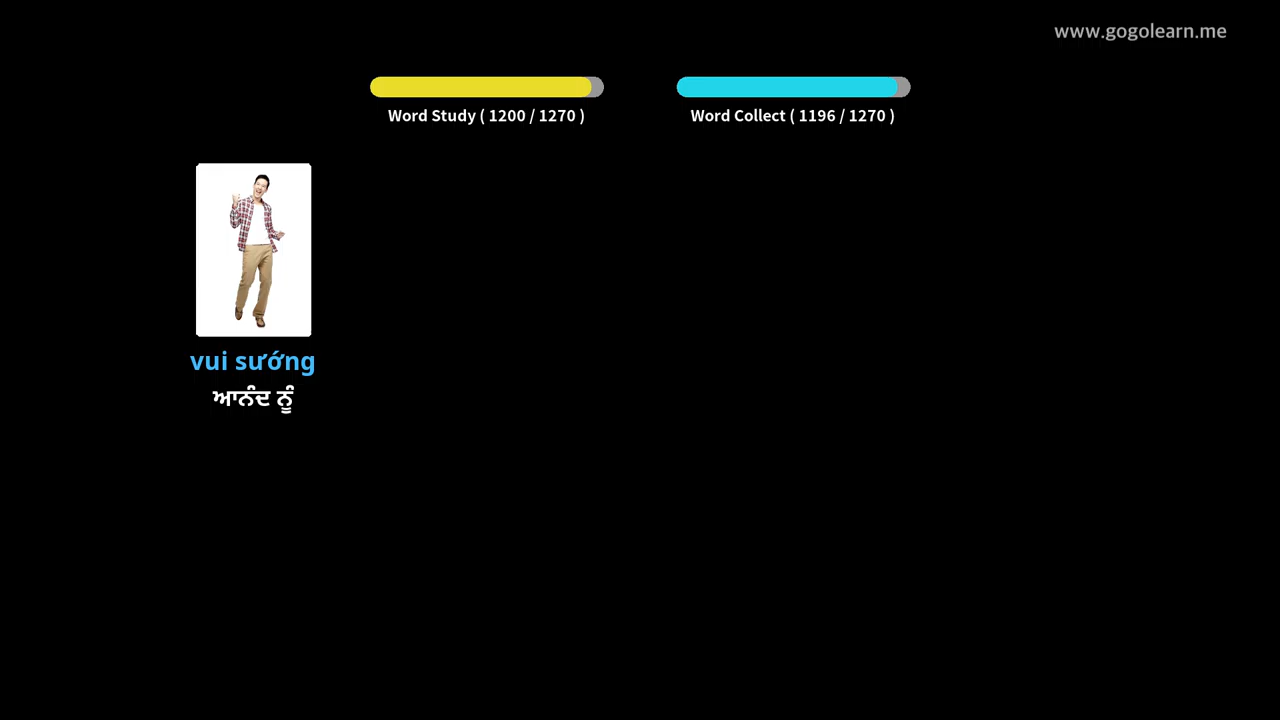 www.gogolearn.me
Word Study ( 1200 / 1270 )
Word Collect ( 1196 / 1270 )
vui sướng
ਆਨੰਦ ਨੂੰ